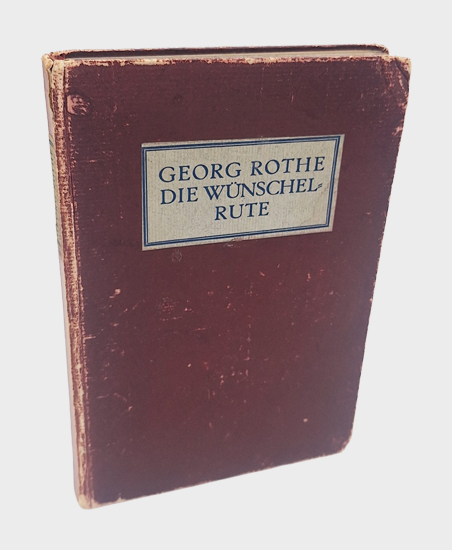 GEORG ROTHE
DIE WÜNSCHEL=
RUTE